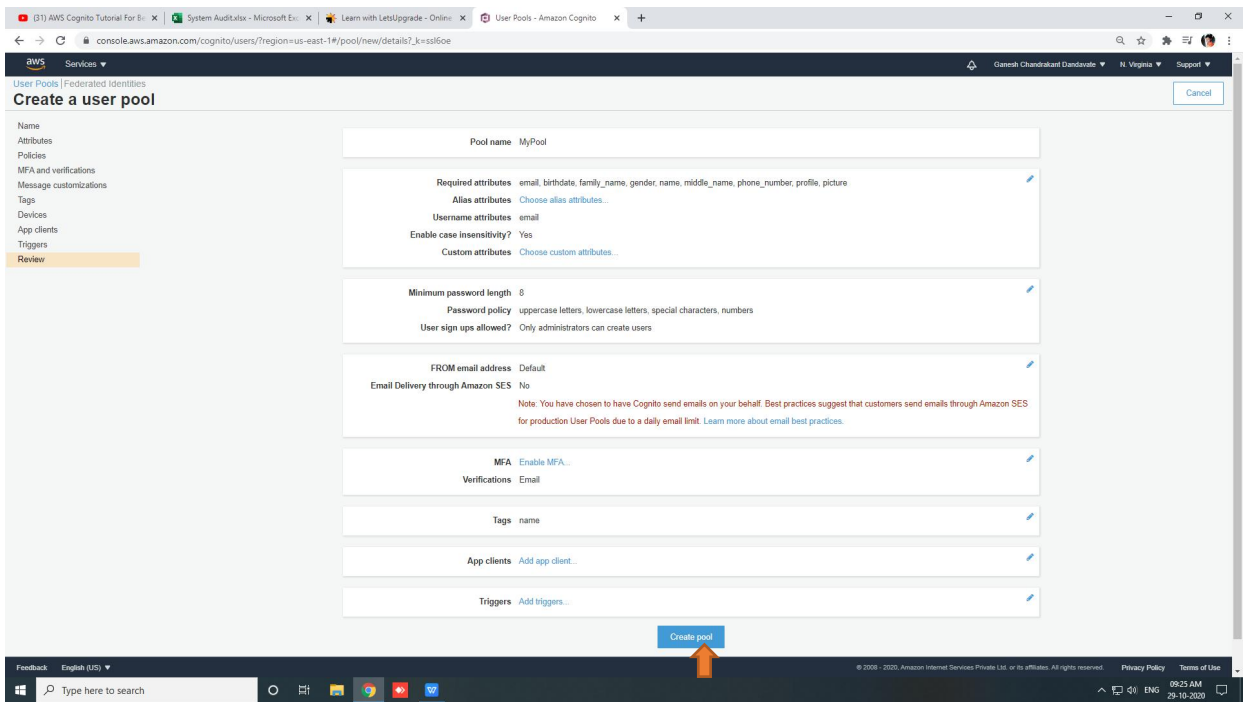 (31) AWS Cognito Tutorial For Be
System Audit.xlsx - Microsoft Exc
Learn with LetsUpgrade - Online
User Pools - Amazon Cognito
console.aws.amazon.com/cognito/users/?region=us-east-1#/pool/new/details?_k=ssl6oe
aws Services Ganesh Chandrakant Dandavate N. Virginia Support
User Pools | Federated Identities
Create a user pool
Cancel
Name
Attributes
Policies
MFA and verifications
Message customizations
Tags
Devices
App clients
Triggers
Review
Pool name MyPool
Required attributes email, birthdate, family_name, gender, name, middle_name, phone_number, profile, picture
Alias attributes Choose alias attributes...
Username attributes email
Enable case insensitivity? Yes
Custom attributes Choose custom attributes...
Minimum password length 8
Password policy uppercase letters, lowercase letters, special characters, numbers
User sign ups allowed? Only administrators can create users
FROM email address Default
Email Delivery through Amazon SES No
Note: You have chosen to have Cognito send emails on your behalf. Best practices suggest that customers send emails through Amazon SES
for production User Pools due to a daily email limit. Learn more about email best practices.
MFA Enable MFA...
Verifications Email
Tags name
App clients Add app client...
Triggers Add triggers...
Create pool
Feedback English (US) © 2008 - 2020, Amazon Internet Services Private Ltd. or its affiliates. All rights reserved. Privacy Policy Terms of Use
Type here to search
ENG
09:25 AM
29-10-2020